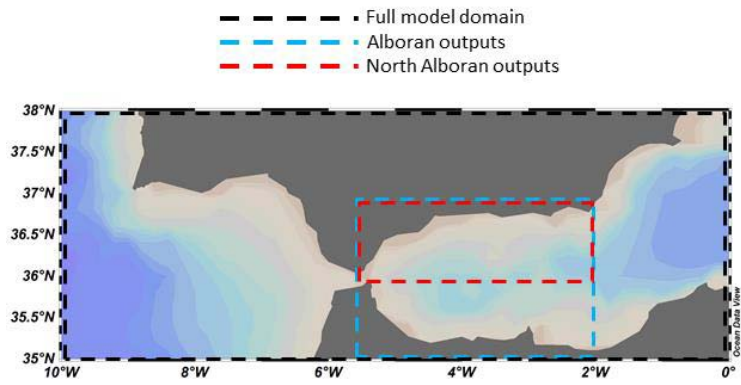 Full model domain
Alboran outputs
North Alboran outputs
38°N
37.5°N
37°N
36.5°N
36°N
35.5°N
35°N
10°W
8°W
6°W
4°W
2°W
0°
Ocean Data View